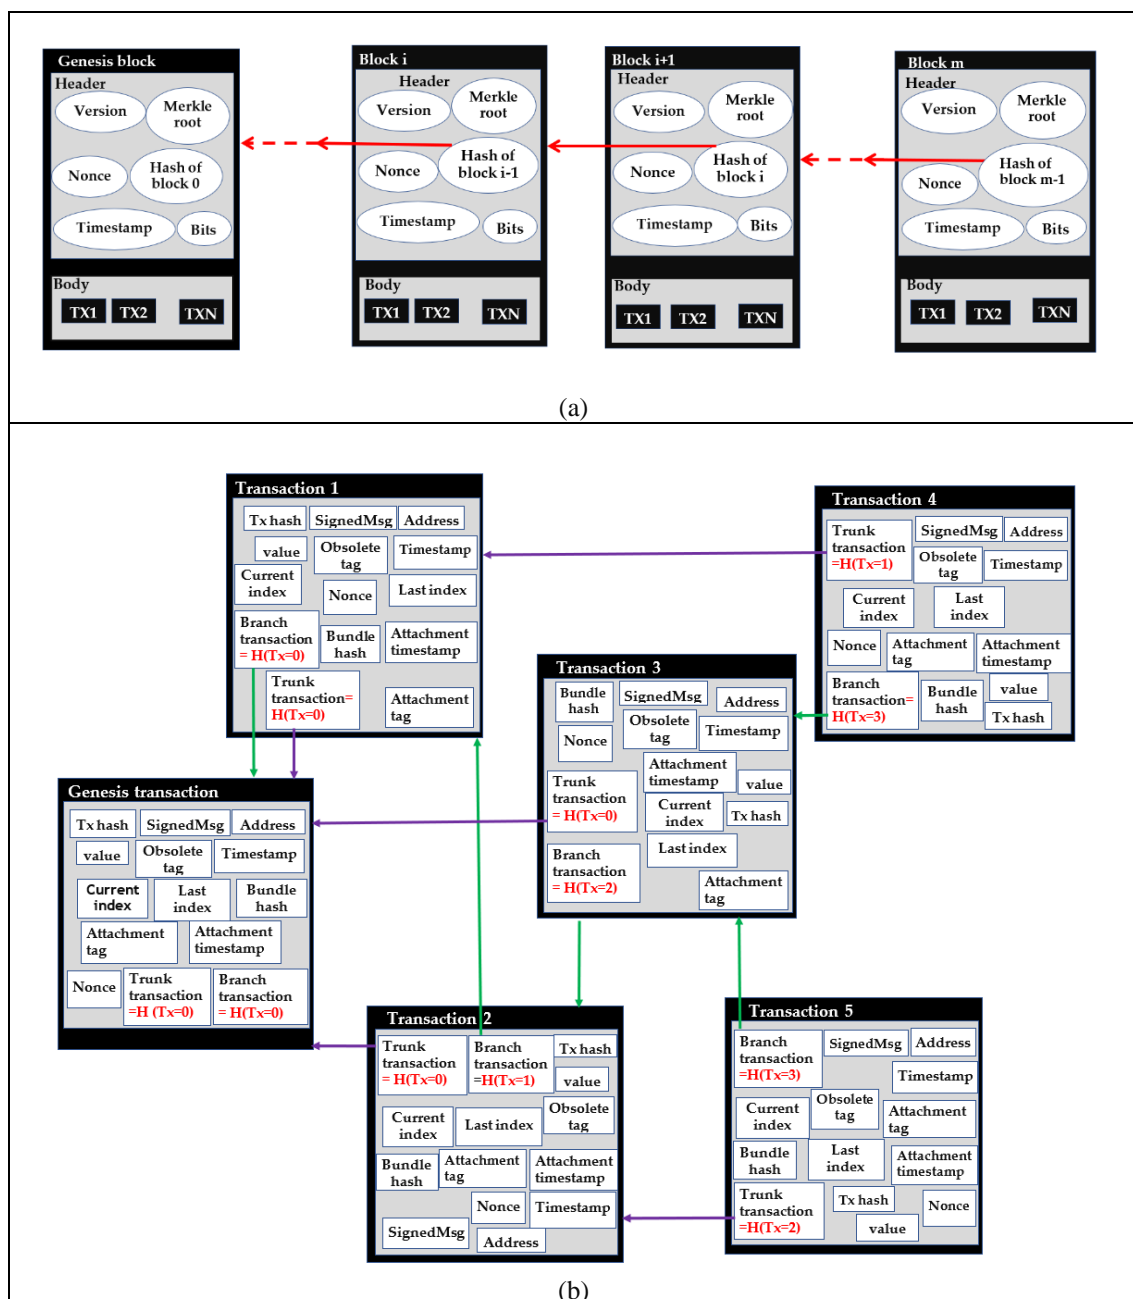 Genesis block
Header
Version
Merkle
root
Nonce
Hash of
block 0
Timestamp
Bits
Body
TX1
TX2
TXN
Block i
Header
Version
Merkle
root
Nonce
Hash of
block i-1
Timestamp
Bits
Body
TX1
TX2
TXN
Block i+1
Header
Version
Merkle
root
Nonce
Hash of
block i
Timestamp
Bits
Body
TX1
TX2
TXN
Block m
Header
Version
Merkle
root
Nonce
Hash of
block m-1
Timestamp
Bits
Body
TX1
TX2
TXN
(a)
Transaction 1
Tx hash
SignedMsg
Address
value
Obsolete
tag
Timestamp
Current
index
Nonce
Last index
Branch
transaction
= H(Tx=0)
Bundle
hash
Attachment
timestamp
Trunk
transaction=
H(Tx=0)
Attachment
tag
Transaction 4
Trunk
transaction
=H(Tx=1)
SignedMsg
Address
Obsolete
tag
Timestamp
Current
index
Last
index
Nonce
Attachment
tag
Attachment
timestamp
Branch
transaction=
H(Tx=3)
Bundle
hash
value
Tx hash
Transaction 3
Bundle
hash
SignedMsg
Address
Nonce
Obsolete
tag
Timestamp
Attachment
timestamp
value
Trunk
transaction
= H(Tx=0)
Current
index
Tx hash
Last index
Branch
transaction
= H(Tx=2)
Attachment
tag
Genesis transaction
Tx hash
SignedMsg
Address
value
Obsolete
tag
Timestamp
Current
index
Last
index
Bundle
hash
Attachment
tag
Attachment
timestamp
Nonce
Trunk
transaction
=H (Tx=0)
Branch
transaction
= H(Tx=0)
Transaction 2
Trunk
transaction
= H(Tx=0)
Branch
transaction
=H(Tx=1)
Tx hash
value
Current
index
Last index
Obsolete
tag
Bundle
hash
Attachment
tag
Attachment
timestamp
Nonce
Timestamp
SignedMsg
Address
Transaction 5
Branch
transaction
=H(Tx=3)
SignedMsg
Address
Timestamp
Current
index
Obsolete
tag
Attachment
tag
Bundle
hash
Last
index
Attachment
timestamp
Trunk
transaction
=H(Tx=2)
Tx hash
value
Nonce
(b)